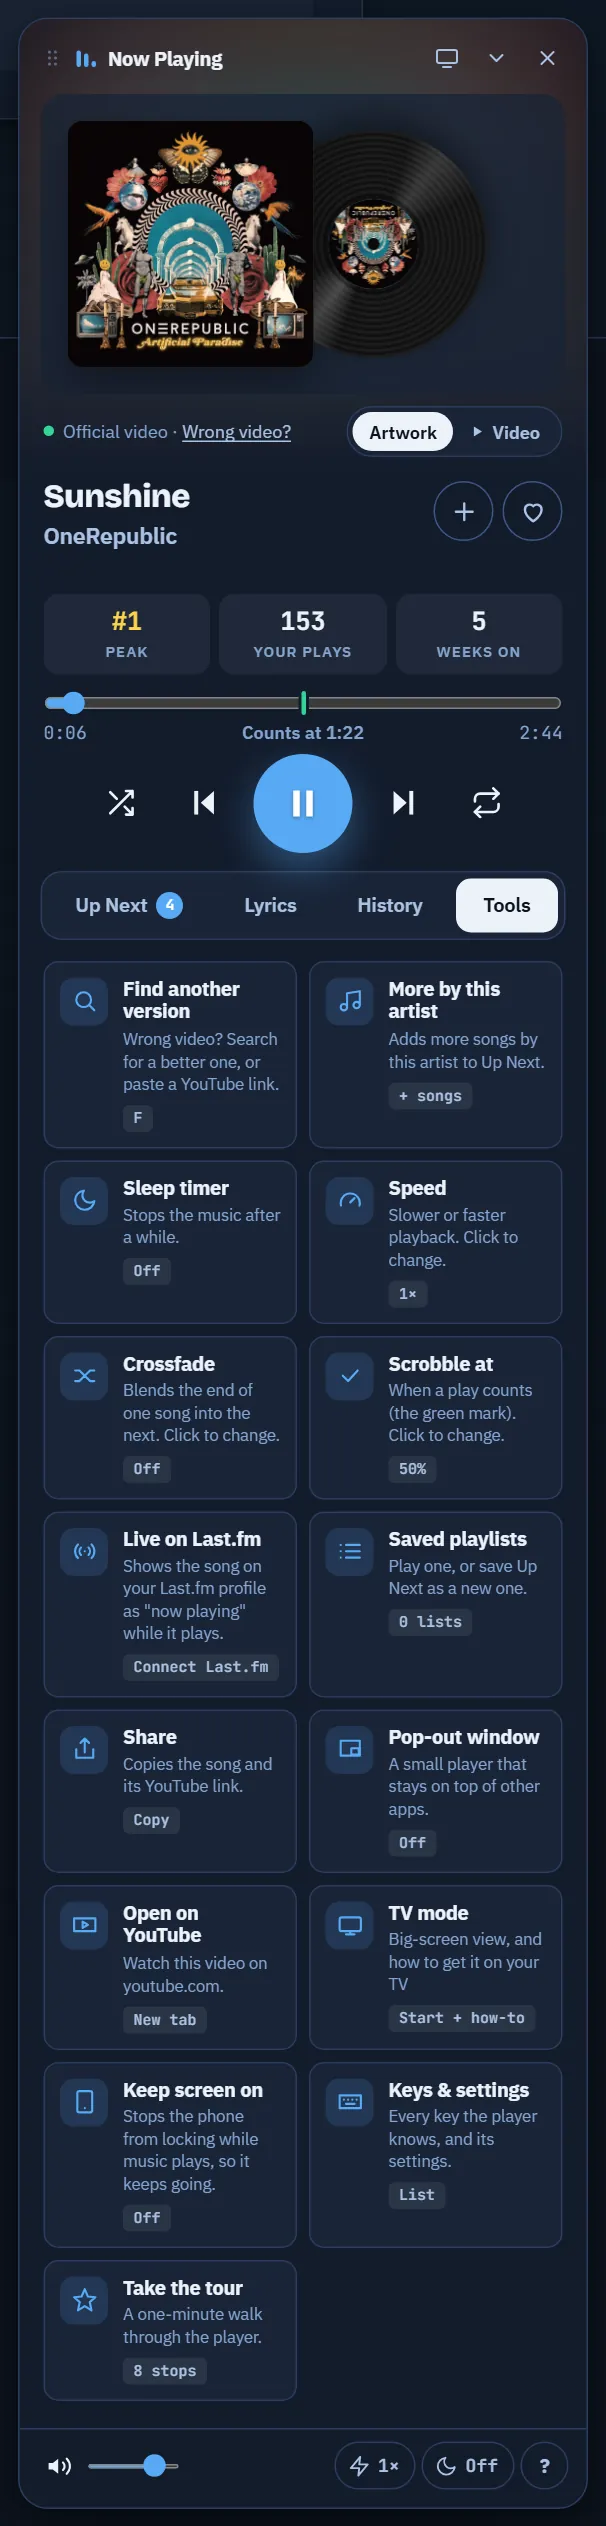 Now Playing
ONEREPUBLIC
Artificial Paradise
Official video · Wrong video?
Artwork
Video
Sunshine
OneRepublic
#1
PEAK
153
YOUR PLAYS
5
WEEKS ON
0:06
Counts at 1:22
2:44
Up Next 4
Lyrics
History
Tools
Find another
version
Wrong video? Search
for a better one, or
paste a YouTube link.
F
More by this
artist
Adds more songs by
this artist to Up Next.
+ songs
Sleep timer
Stops the music after
a while.
Off
Speed
Slower or faster
playback. Click to
change.
1×
Crossfade
Blends the end of
one song into the
next. Click to change.
Off
Scrobble at
When a play counts
(the green mark).
Click to change.
50%
Live on Last.fm
Shows the song on
your Last.fm profile
as "now playing"
while it plays.
Connect Last.fm
Saved playlists
Play one, or save Up
Next as a new one.
0 lists
Share
Copies the song and
its YouTube link.
Copy
Pop-out window
A small player that
stays on top of other
apps.
Off
Open on
YouTube
Watch this video on
youtube.com.
New tab
TV mode
Big-screen view, and
how to get it on your
TV
Start + how-to
Keep screen on
Stops the phone
from locking while
music plays, so it
keeps going.
Off
Keys & settings
Every key the player
knows, and its
settings.
List
Take the tour
A one-minute walk
through the player.
8 stops
1×
Off
?